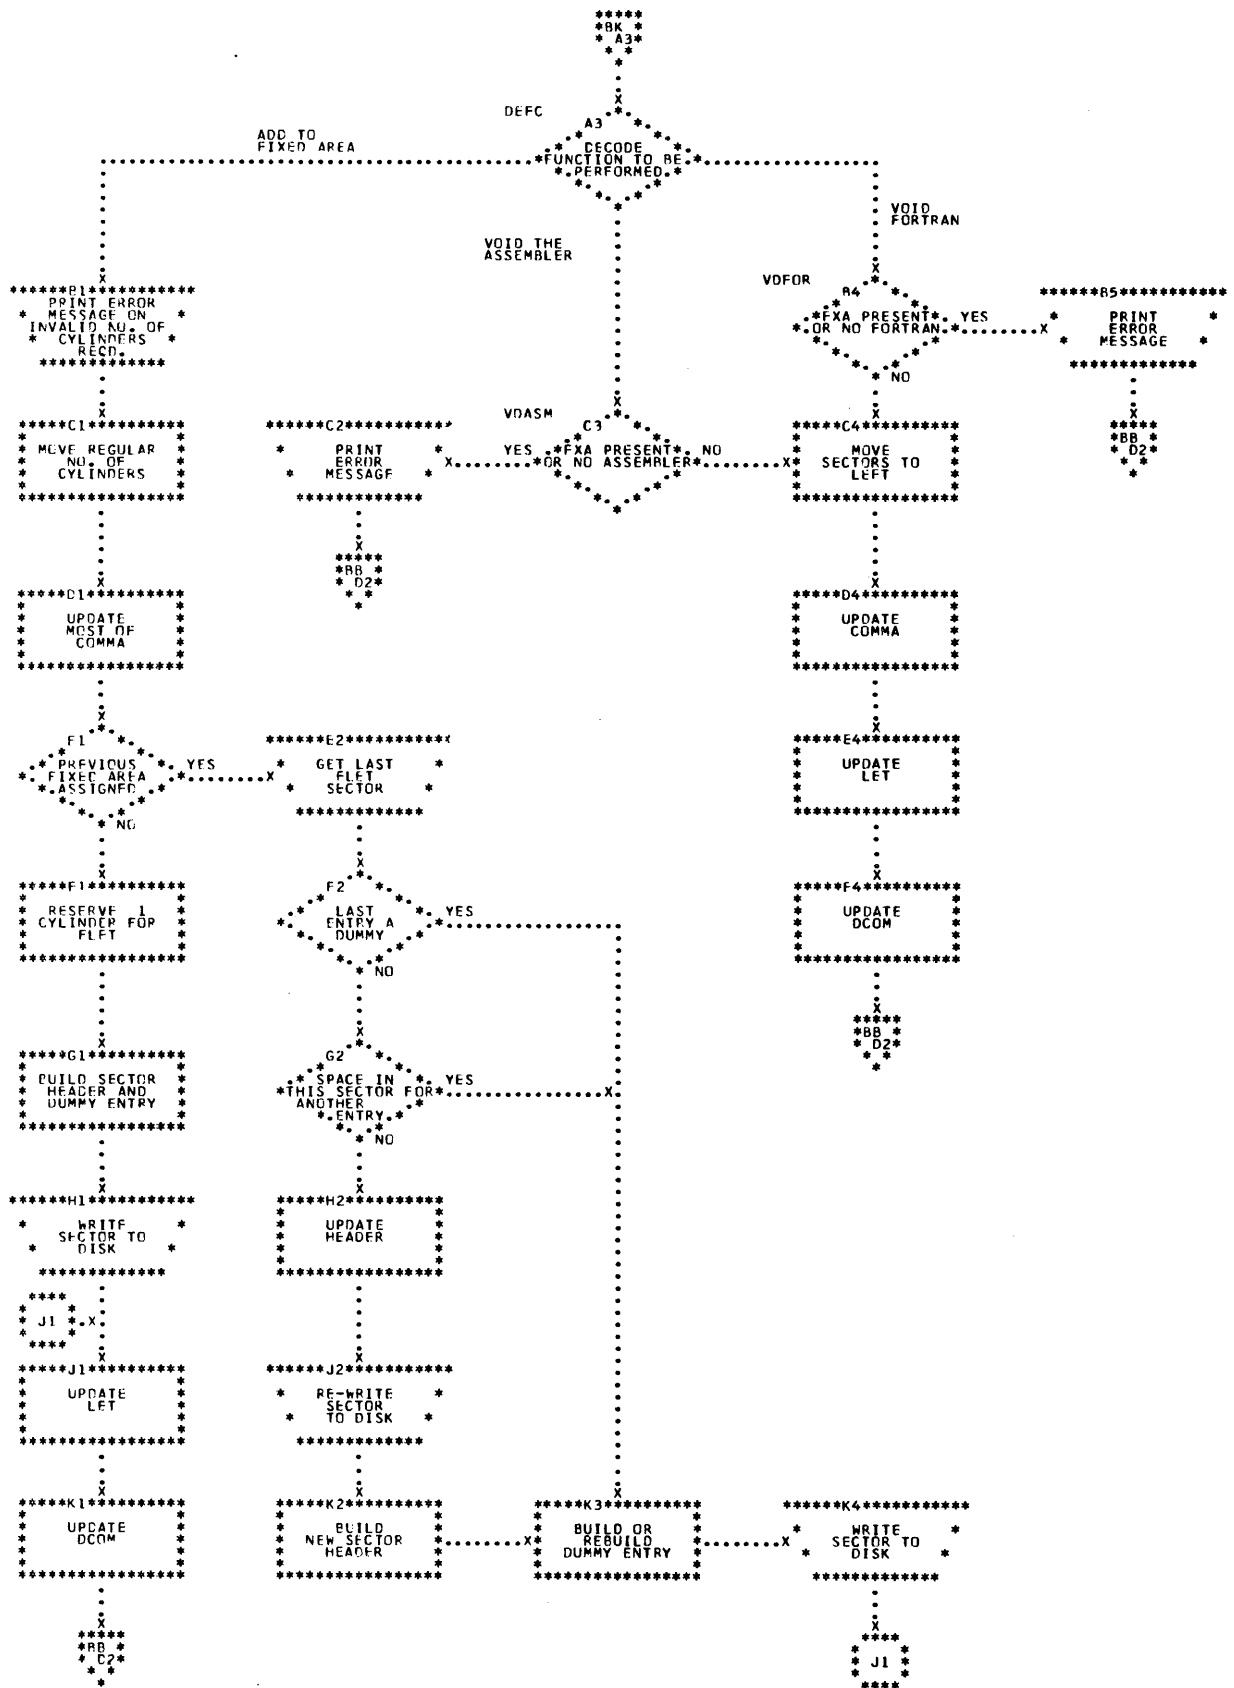 BK
A3
DEFC
A3
DECODE
FUNCTION TO BE
PERFORMED
ADD TO
FIXED AREA
VOID
FORTRAN
VOID THE
ASSEMBLER
B1
PRINT ERROR
MESSAGE ON
INVALID NO. OF
CYLINDERS
RECD.
VDFOR
B4
FXA PRESENT
OR NO FORTRAN
YES
NO
B5
PRINT
ERROR
MESSAGE
BB
D2
C1
MOVE REGULAR
NO. OF
CYLINDERS
C2
PRINT
ERROR
MESSAGE
BB
D2
VDASM
C3
YES
FXA PRESENT
OR NO ASSEMBLER
NO
C4
MOVE
SECTORS TO
LEFT
D1
UPDATE
MOST OF
COMMA
D4
UPDATE
COMMA
E1
PREVIOUS
FIXED AREA
ASSIGNED
YES
NO
E2
GET LAST
FLET
SECTOR
E4
UPDATE
LET
F1
RESERVE 1
CYLINDER FOR
FLET
F2
LAST
ENTRY A
DUMMY
YES
NO
F4
UPDATE
DCOM
BB
D2
G1
BUILD SECTOR
HEADER AND
DUMMY ENTRY
G2
SPACE IN
THIS SECTOR FOR
ANOTHER
ENTRY
YES
NO
H1
WRITE
SECTOR TO
DISK
H2
UPDATE
HEADER
J1
J1
UPDATE
LET
J2
RE-WRITE
SECTOR
TO DISK
K1
UPDATE
DCOM
K2
BUILD
NEW SECTOR
HEADER
K3
BUILD OR
REBUILD
DUMMY ENTRY
K4
WRITE
SECTOR TO
DISK
BB
D2
J1